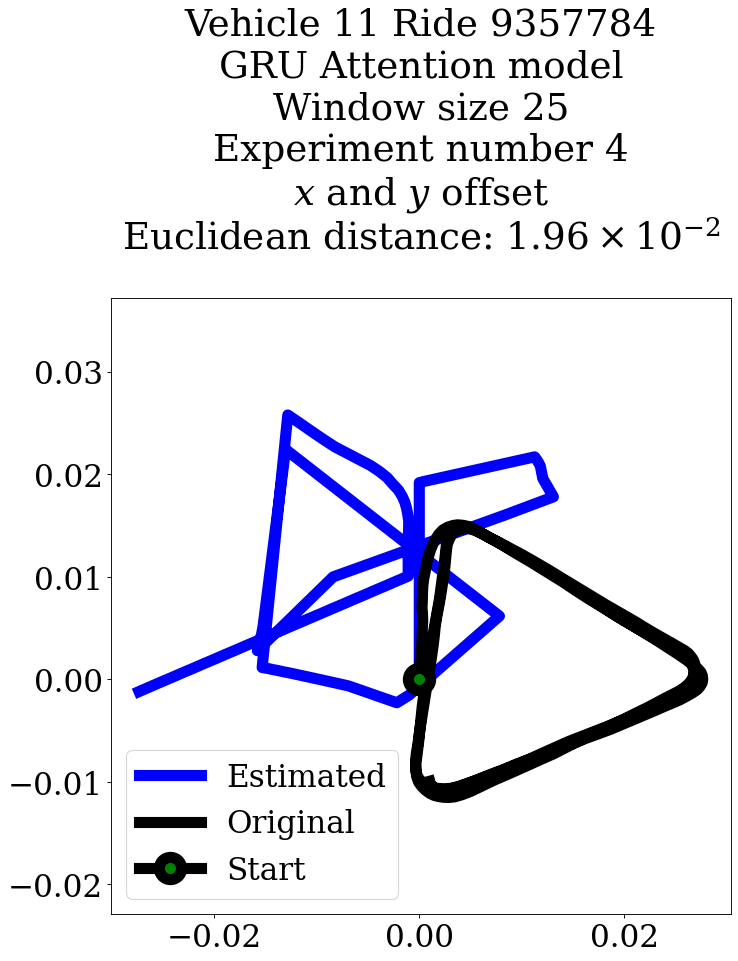 Vehicle 11 Ride 9357784
GRU Attention model
Window size 25
Experiment number 4
x and y offset
Euclidean distance: 1.96 × 10⁻²
0.03
0.02
0.01
0.00
−0.01
−0.02
Estimated
Original
Start
−0.02 0.00 0.02